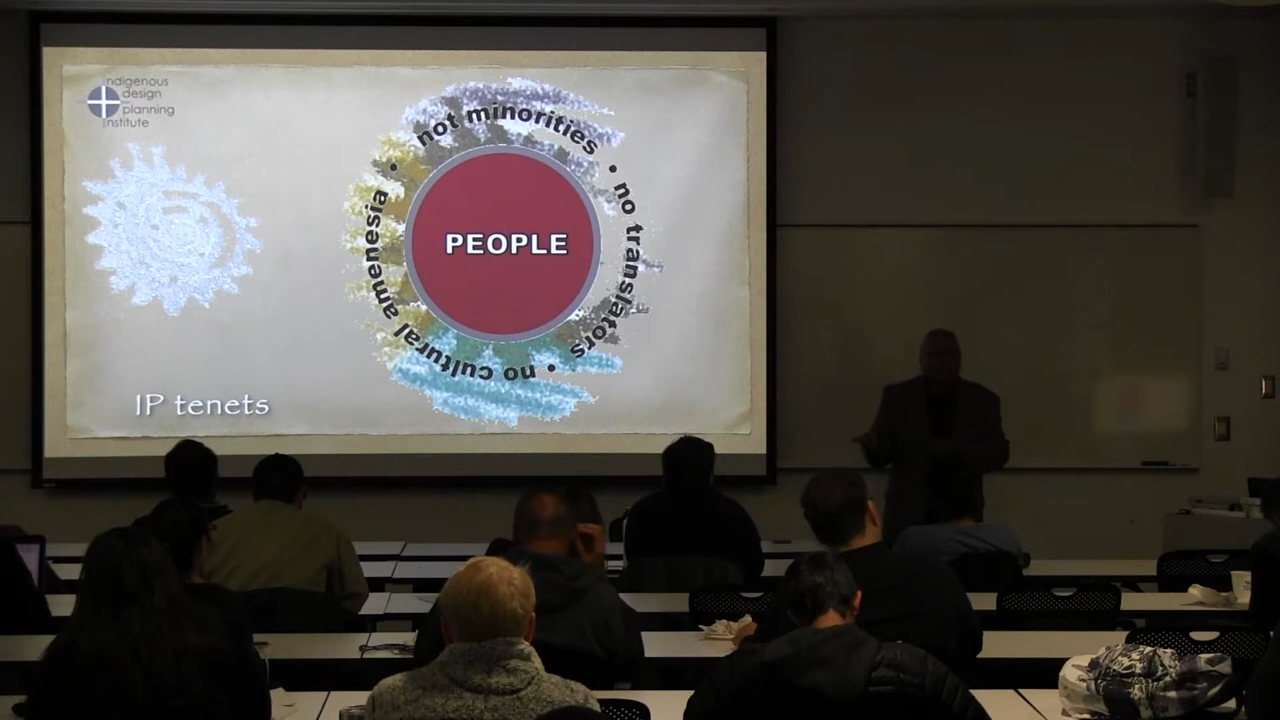 indigenous
design
planning
institute
• not minorities • no translators • no cultural amenesia
PEOPLE
IP tenets